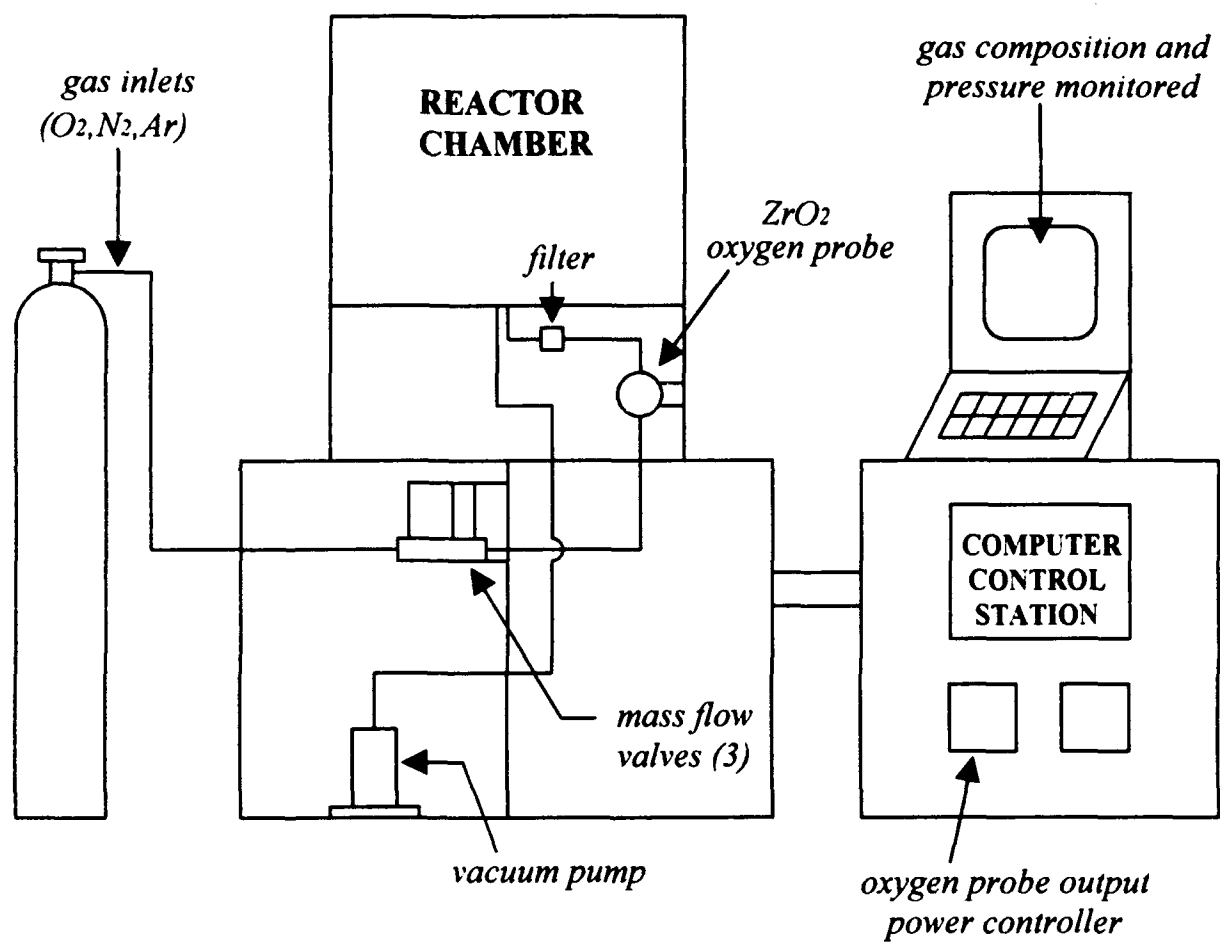 gas inlets
(O2,N2,Ar)
REACTOR
CHAMBER
gas composition and
pressure monitored
ZrO2
oxygen probe
filter
COMPUTER
CONTROL
STATION
mass flow
valves (3)
vacuum pump
oxygen probe output
power controller